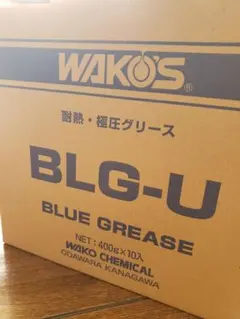 WAKO'S®
耐熱・極圧グリース
BLG-U
BLUE GREASE
NET:400g×10入
WAKO CHEMICAL
ODAWARA KANAGAWA